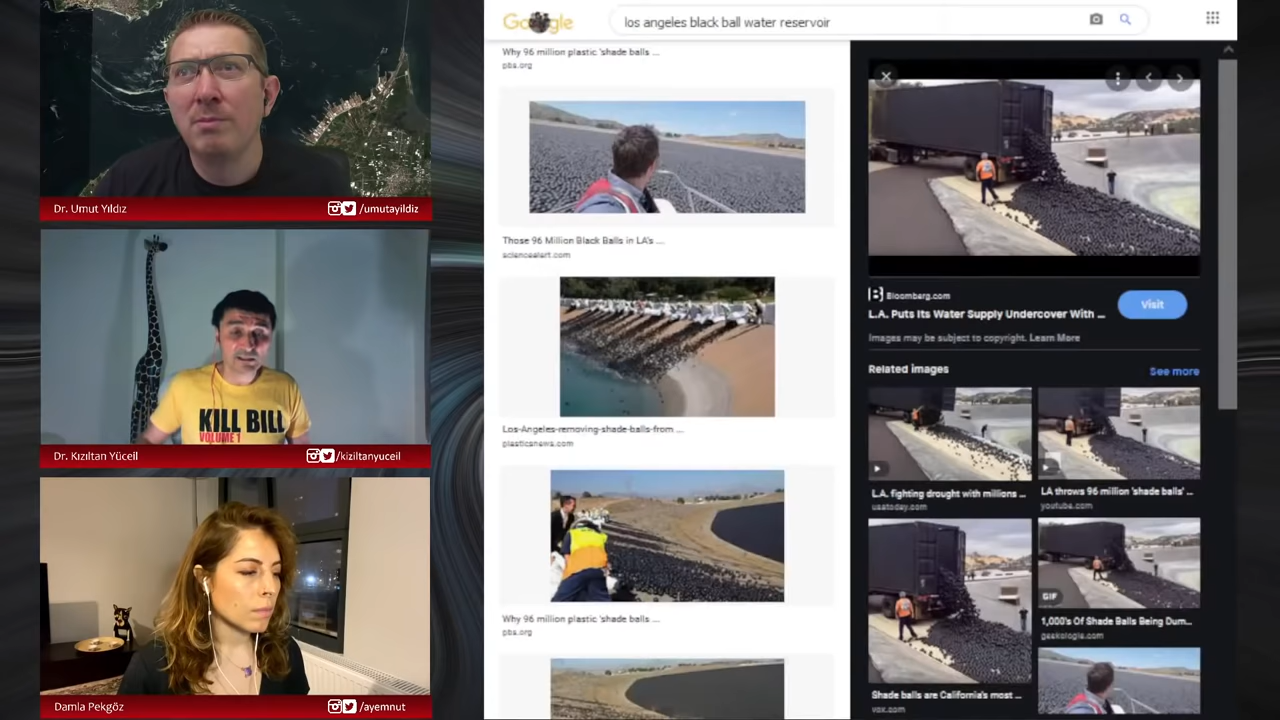 Dr. Umut Yıldız
/umutayildiz
KILL BILL
VOLUME 1
Dr. Kızıltan Yüceil
/kiziltanyuceil
Damla Pekgöz
/ayemnut
Google
los angeles black ball water reservoir
Why 96 million plastic 'shade balls ...
pbs.org
Those 96 Million Black Balls in LA's ...
sciencealert.com
Los-Angeles-removing-shade-balls-from ...
plasticsnews.com
Why 96 million plastic 'shade balls ...
pbs.org
Bloomberg.com
L.A. Puts Its Water Supply Undercover With ...
Visit
Images may be subject to copyright. Learn More
Related images
See more
L.A. fighting drought with millions ...
usatoday.com
LA throws 96 million 'shade balls' ...
youtube.com
GIF
1,000's Of Shade Balls Being Dum...
geekologie.com
Shade balls are California's most ...
vox.com